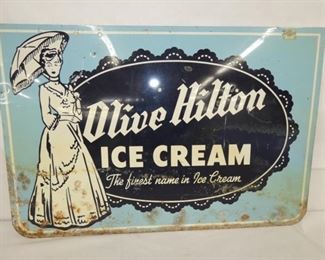 Olive Hilton
ICE CREAM
The finest name in Ice Cream